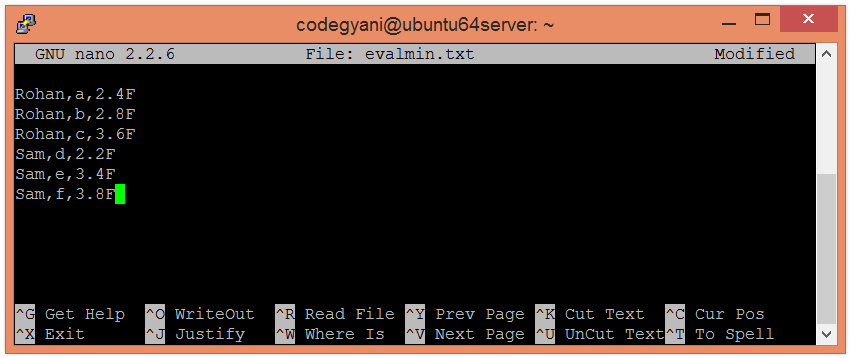 codegyani@ubuntu64server: ~
GNU nano 2.2.6 File: evalmin.txt Modified
Rohan,a,2.4F
Rohan,b,2.8F
Rohan,c,3.6F
Sam,d,2.2F
Sam,e,3.4F
Sam,f,3.8F
^G Get Help ^O WriteOut ^R Read File ^Y Prev Page ^K Cut Text ^C Cur Pos
^X Exit ^J Justify ^W Where Is ^V Next Page ^U UnCut Text ^T To Spell